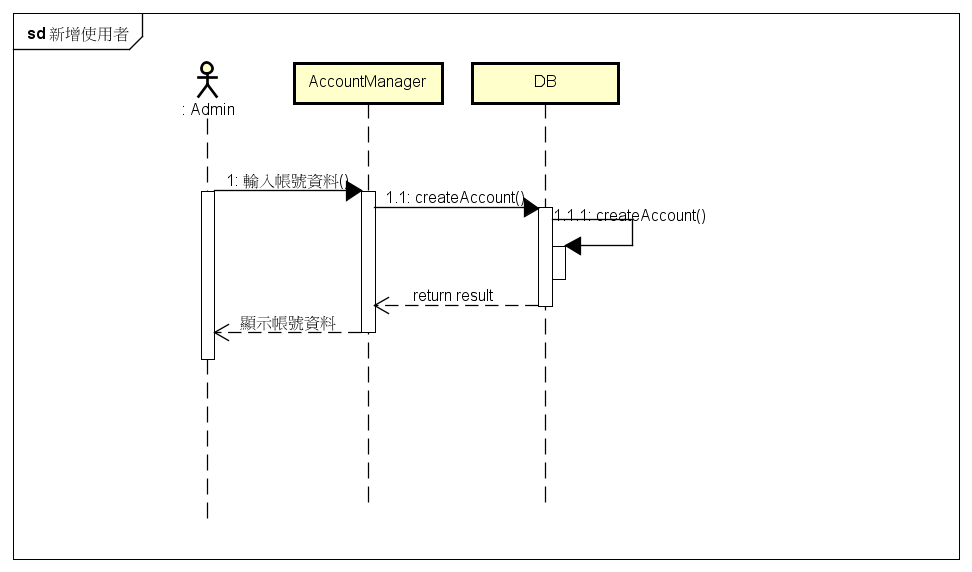 sd 新增使用者
: Admin
AccountManager
DB
1: 輸入帳號資料()
1.1: createAccount()
1.1.1: createAccount()
return result
顯示帳號資料